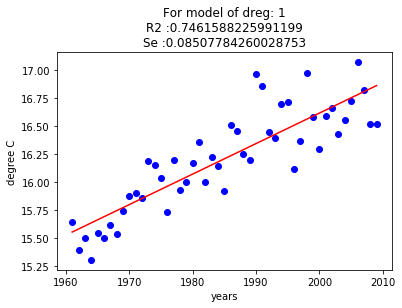 For model of dreg: 1
R2 :0.7461588225991199
Se :0.08507784260028753
17.00
16.75
16.50
16.25
16.00
15.75
15.50
15.25
degree C
1960 1970 1980 1990 2000 2010
years